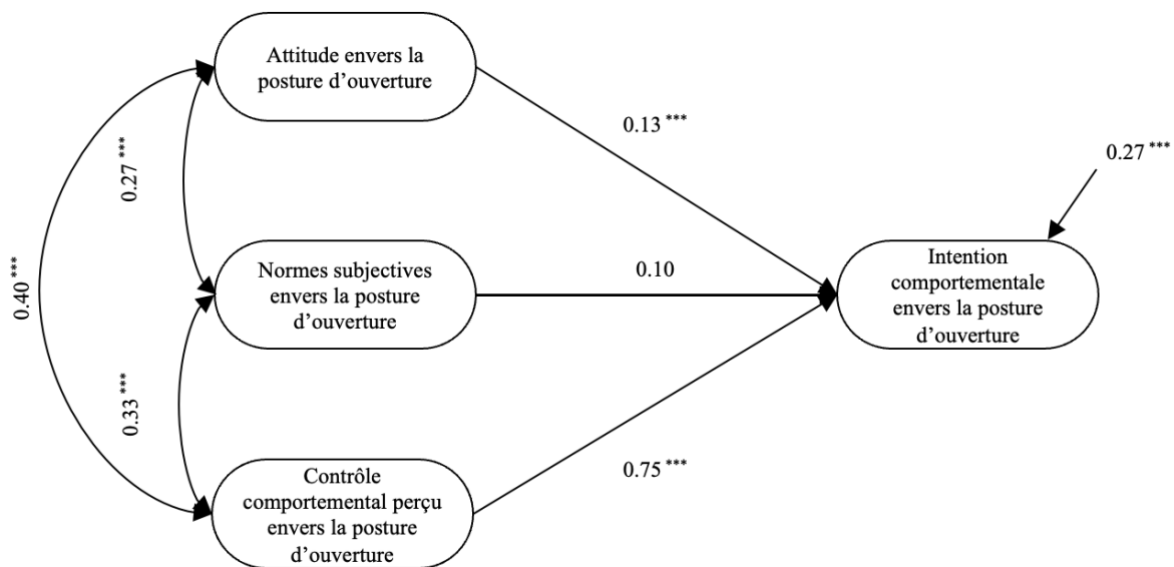 Attitude envers la
posture d'ouverture
0.13 ***
0.27 ***
0.27 ***
Normes subjectives
envers la posture
d'ouverture
0.10
Intention
comportementale
envers la posture
d'ouverture
0.40 ***
0.33 ***
0.75 ***
Contrôle
comportemental perçu
envers la posture
d'ouverture